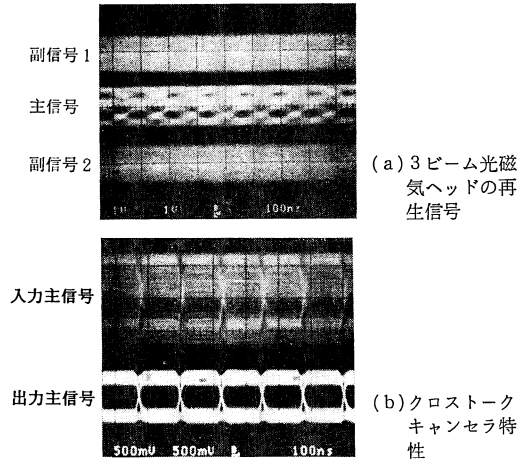 副信号1
主信号
副信号2
1V 1V 100ns
(a)3ビーム光磁
気ヘッドの再
生信号
入力主信号
出力主信号
500mV 500mV 100ns
(b)クロストーク
キャンセラ特
性